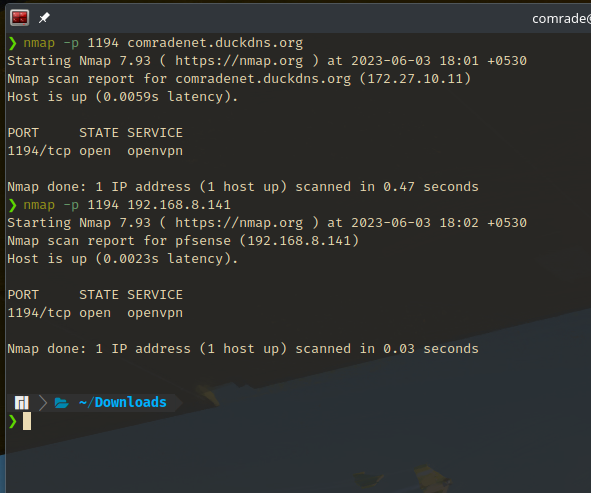 comrade@
❯ nmap -p 1194 comradenet.duckdns.org
Starting Nmap 7.93 ( https://nmap.org ) at 2023-06-03 18:01 +0530
Nmap scan report for comradenet.duckdns.org (172.27.10.11)
Host is up (0.0059s latency).
PORT     STATE SERVICE
1194/tcp open  openvpn
Nmap done: 1 IP address (1 host up) scanned in 0.47 seconds
❯ nmap -p 1194 192.168.8.141
Starting Nmap 7.93 ( https://nmap.org ) at 2023-06-03 18:02 +0530
Nmap scan report for pfsense (192.168.8.141)
Host is up (0.0023s latency).
PORT     STATE SERVICE
1194/tcp open  openvpn
Nmap done: 1 IP address (1 host up) scanned in 0.03 seconds
~/Downloads
❯